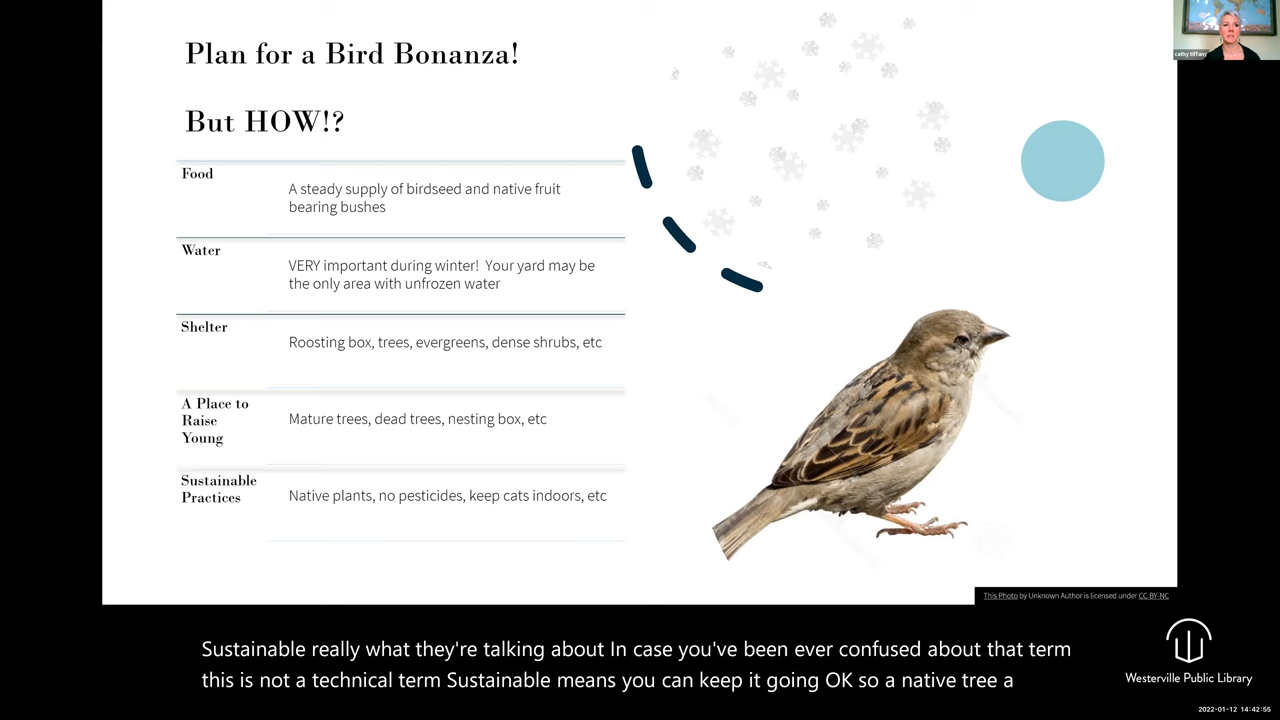 Plan for a Bird Bonanza!
But HOW!?
Food
A steady supply of birdseed and native fruit
bearing bushes
Water
VERY important during winter! Your yard may be
the only area with unfrozen water
Shelter
Roosting box, trees, evergreens, dense shrubs, etc
A Place to
Raise
Young
Mature trees, dead trees, nesting box, etc
Sustainable
Practices
Native plants, no pesticides, keep cats indoors, etc
cathy tiffany
This Photo by Unknown Author is licensed under CC BY-NC
Sustainable really what they're talking about In case you've been ever confused about that term
this is not a technical term Sustainable means you can keep it going OK so a native tree a
Westerville Public Library
2022-01-12 14:42:55